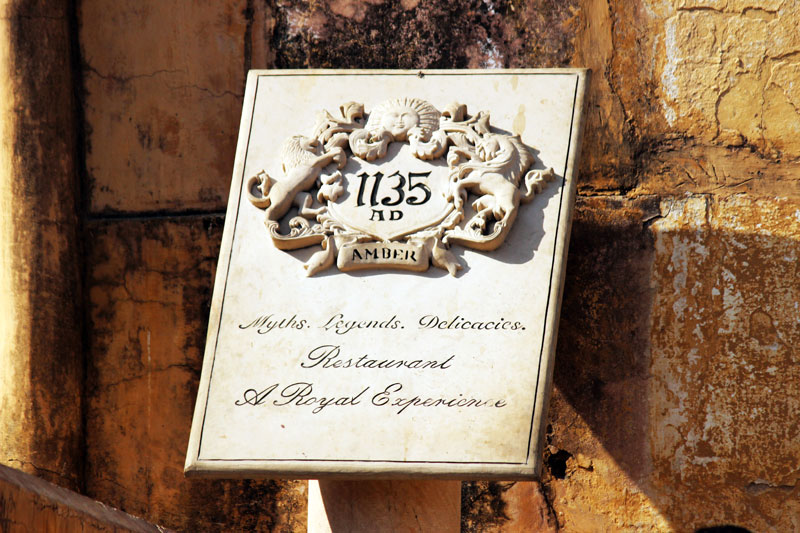 1135
AD
AMBER
Myths. Legends. Delicacies.
Restaurant
A Royal Experience